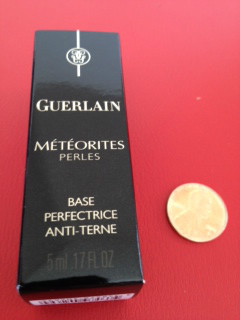 GUERLAIN
MÉTÉORITES
PERLES
BASE
PERFECTRICE
ANTI-TERNE
5ml .17 FL OZ